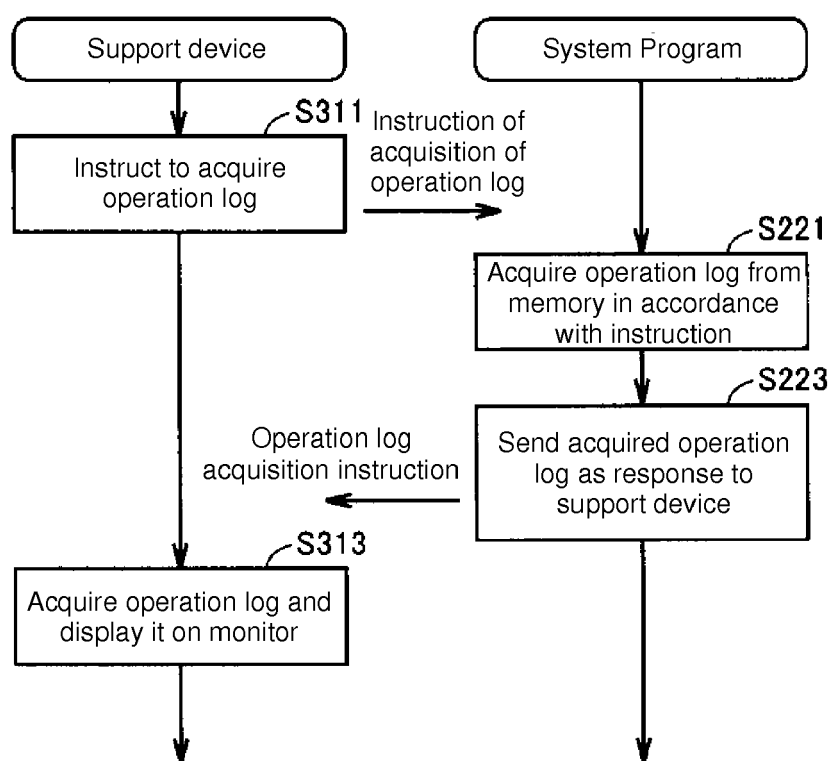 Support device
System Program
S311
Instruct to acquire
operation log
Instruction of
acquisition of
operation log
S221
Acquire operation log from
memory in accordance
with instruction
S223
Send acquired operation
log as response to
support device
Operation log
acquisition instruction
S313
Acquire operation log and
display it on monitor